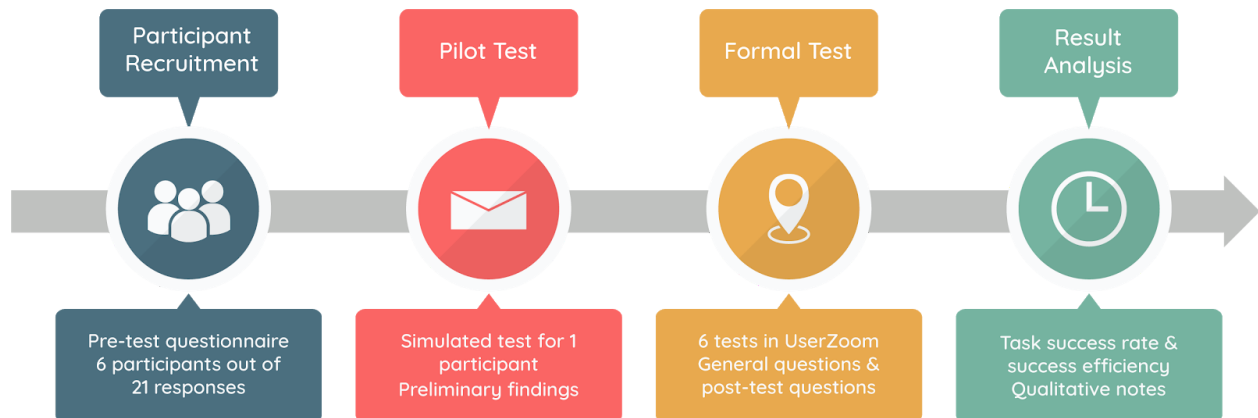 Participant
Recruitment
Pilot Test
Formal Test
Result
Analysis
Pre-test questionnaire
6 participants out of
21 responses
Simulated test for 1
participant
Preliminary findings
6 tests in UserZoom
General questions &
post-test questions
Task success rate &
success efficiency
Qualitative notes